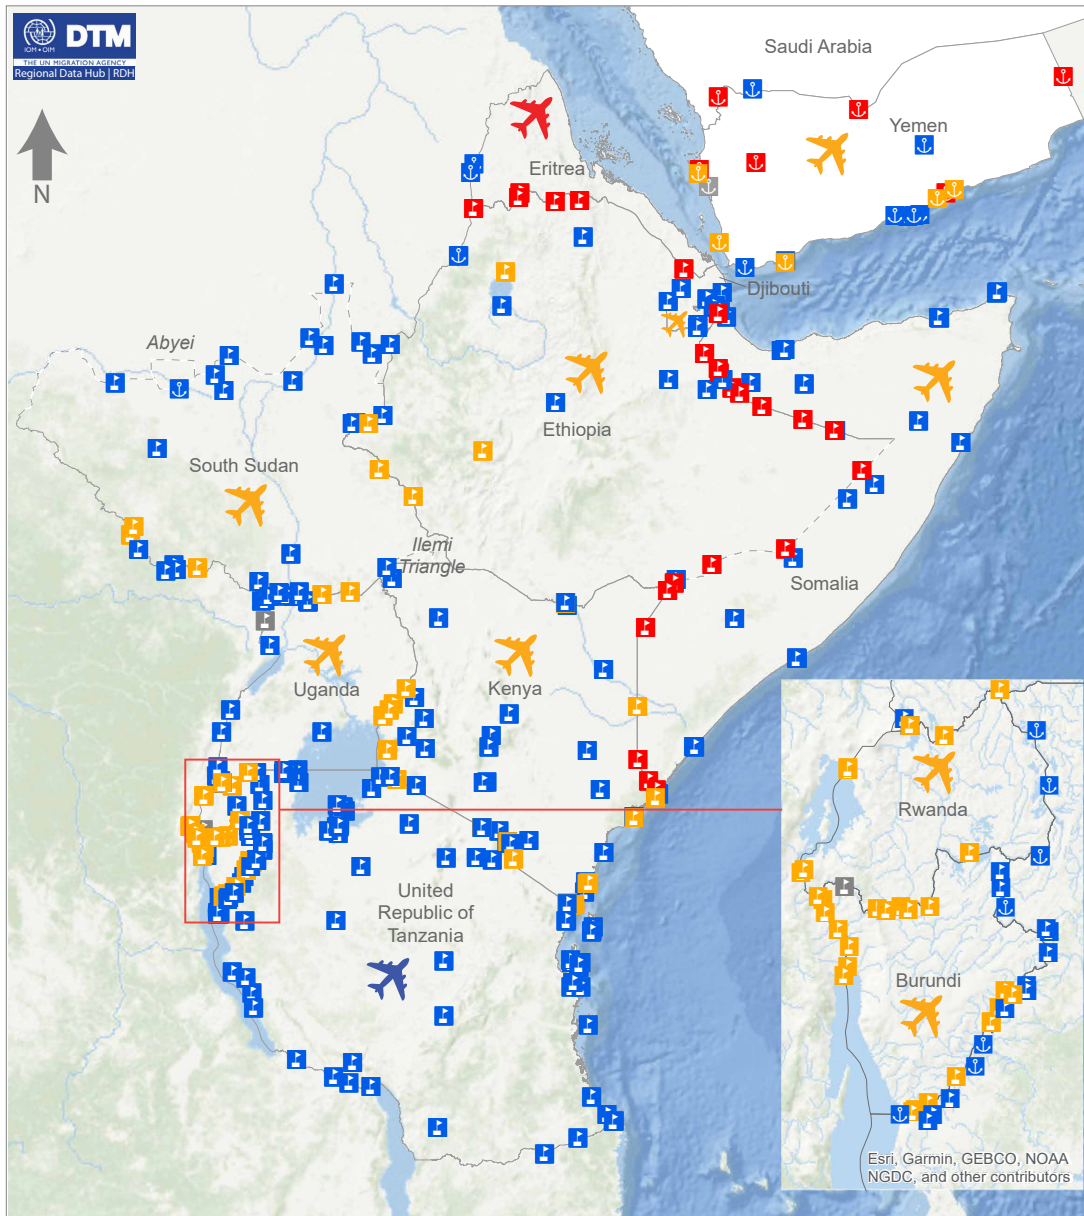 IOM • OIM
DTM
THE UN MIGRATION AGENCY
Regional Data Hub | RDH
N
Saudi Arabia
Yemen
Eritrea
Djibouti
Abyei
Ethiopia
South Sudan
Ilemi
Triangle
Somalia
Uganda
Kenya
Rwanda
United
Republic of
Tanzania
Burundi
Esri, Garmin, GEBCO, NOAA
NGDC, and other contributors